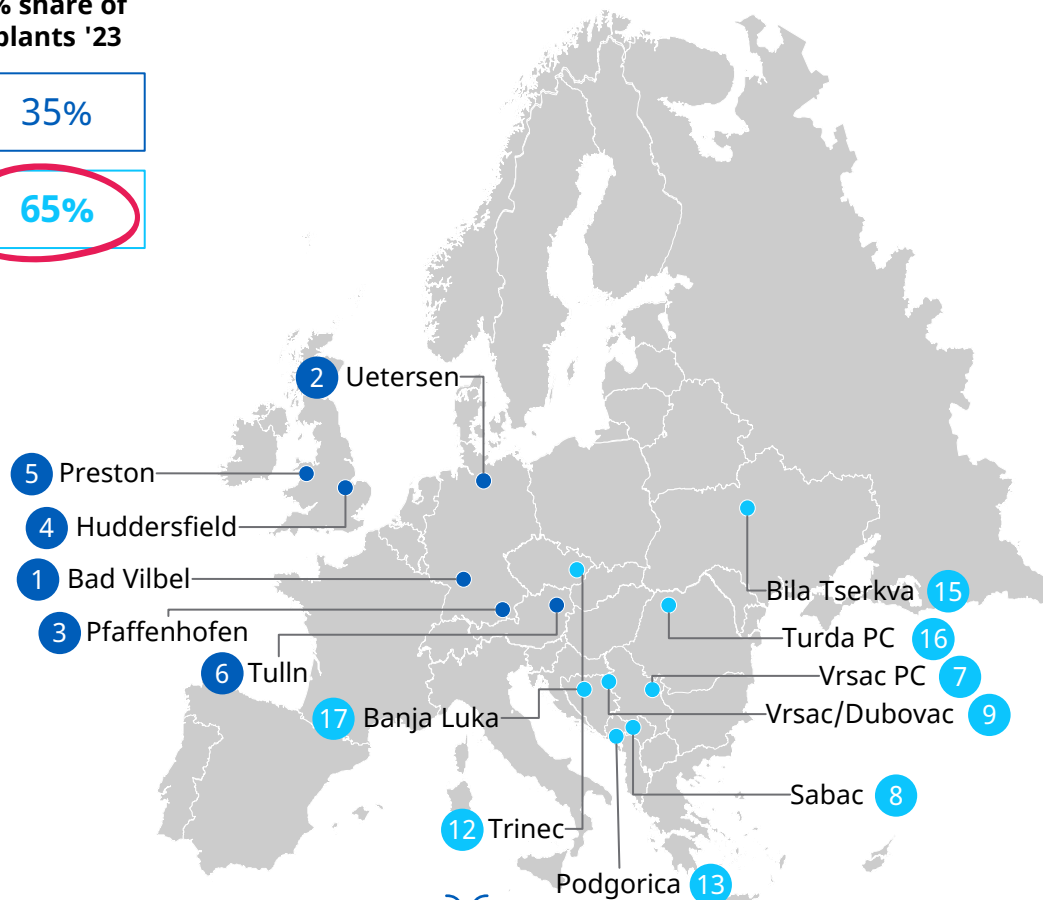 % share of
plants '23
35%
65%
2 Uetersen
5 Preston
4 Huddersfield
1 Bad Vilbel
3 Pfaffenhofen
6 Tulln
17 Banja Luka
12 Trinec
Podgorica 13
Bila Tserkva 15
Turda PC 16
Vrsac PC 7
Vrsac/Dubovac 9
Sabac 8